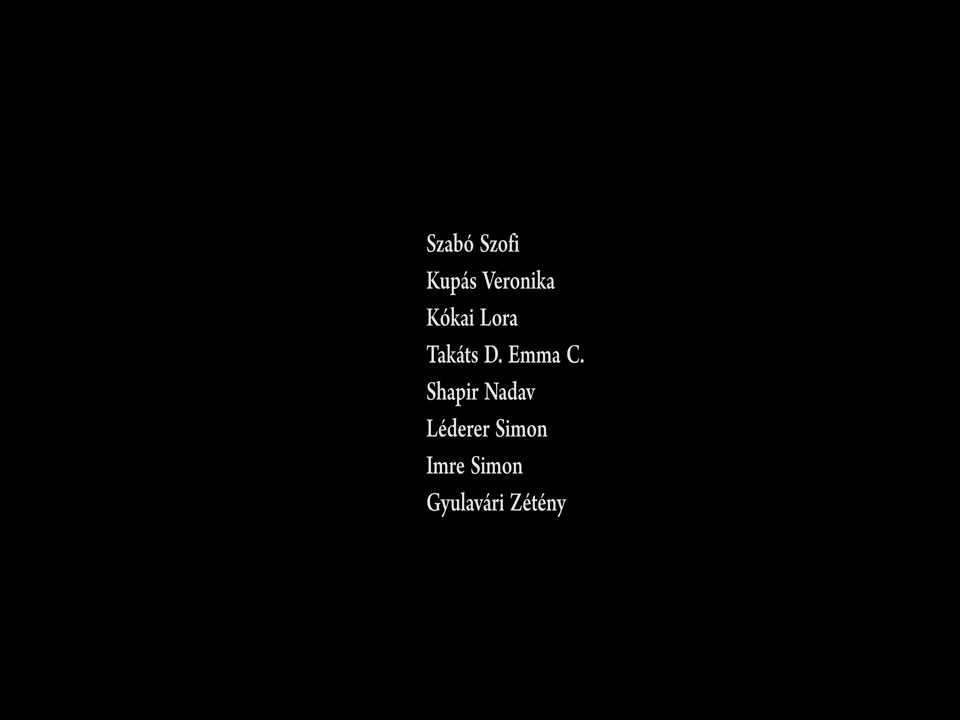 Szabó Szofi
Kupás Veronika
Kókai Lora
Takáts D. Emma C.
Shapir Nadav
Léderer Simon
Imre Simon
Gyulavári Zétény